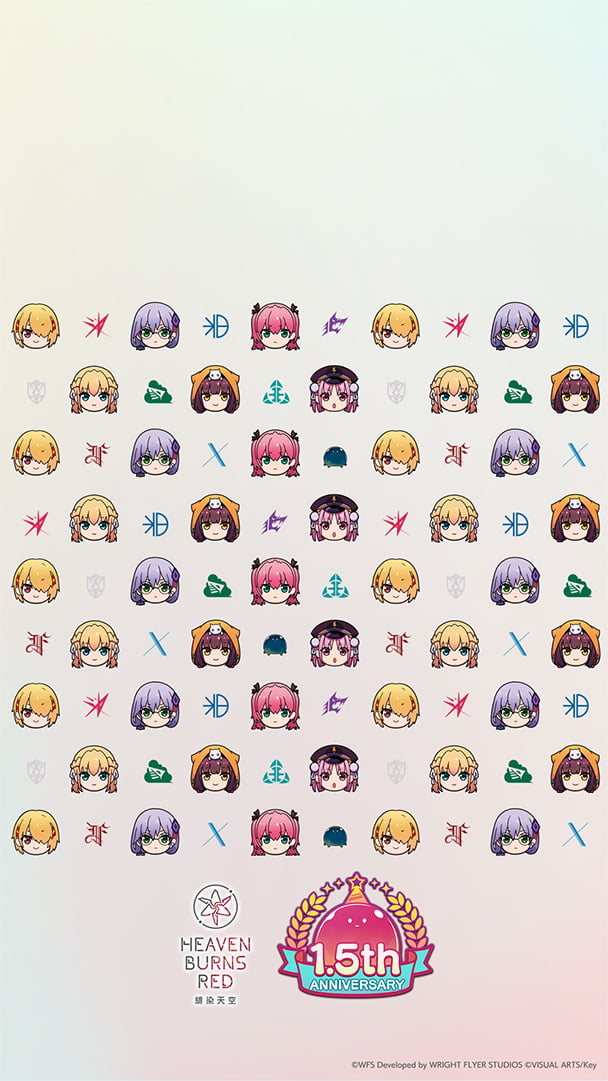 HEAVEN
BURNS
RED
緋染天空
1.5th
ANNIVERSARY
©WFS Developed by WRIGHT FLYER STUDIOS ©VISUAL ARTS/Key